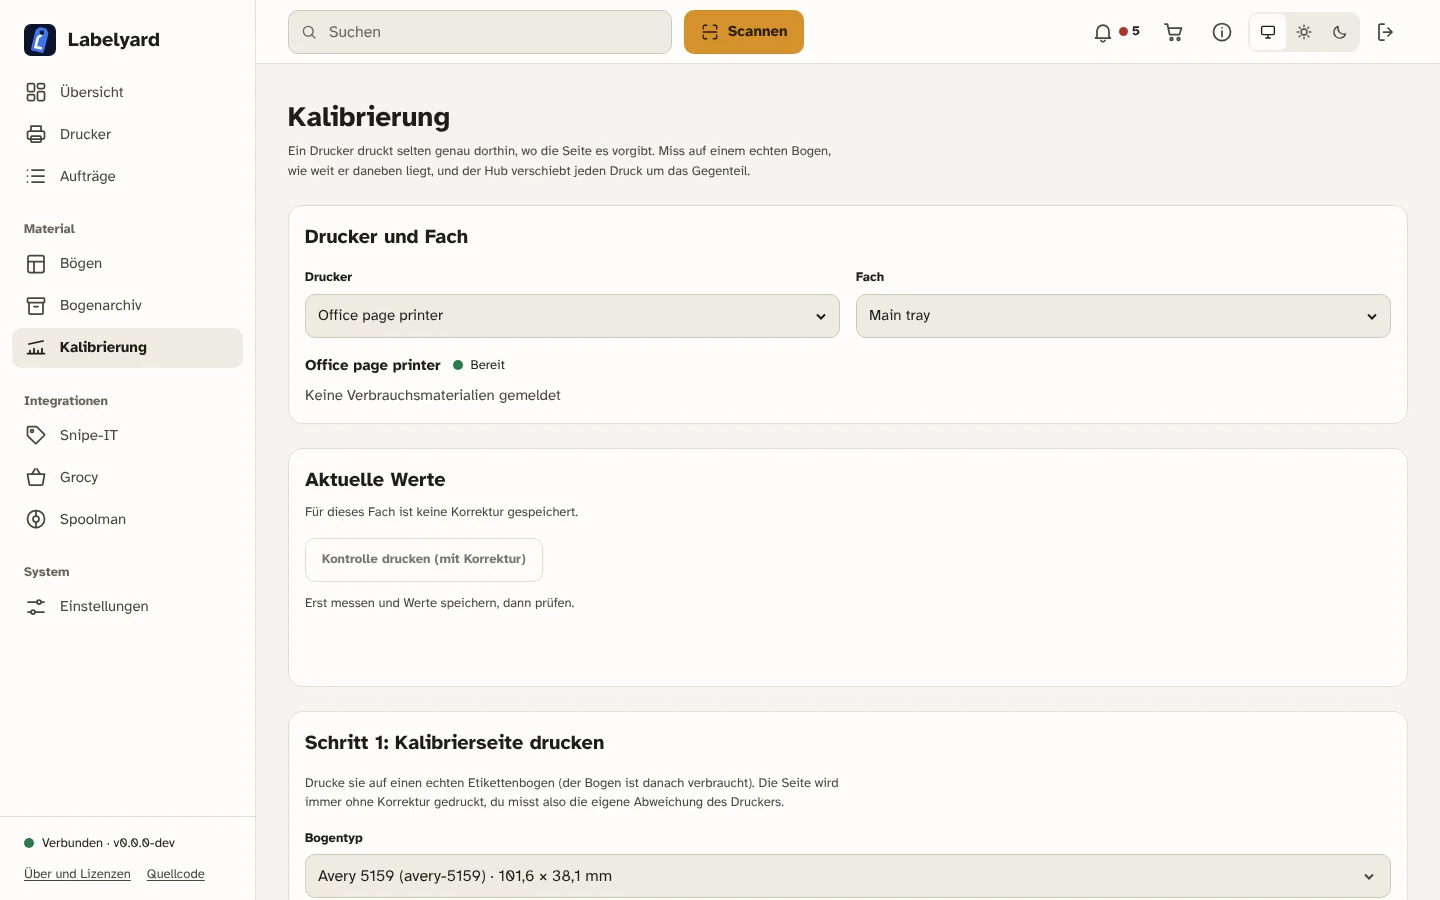 Labelyard
Suchen
Scannen
5
Übersicht
Drucker
Aufträge
Material
Bögen
Bogenarchiv
Kalibrierung
Integrationen
Snipe-IT
Grocy
Spoolman
System
Einstellungen
Verbunden · v0.0.0-dev
Über und Lizenzen Quellcode
Kalibrierung
Ein Drucker druckt selten genau dorthin, wo die Seite es vorgibt. Miss auf einem echten Bogen,
wie weit er daneben liegt, und der Hub verschiebt jeden Druck um das Gegenteil.
Drucker und Fach
Drucker Fach
Office page printer Main tray
Office page printer Bereit
Keine Verbrauchsmaterialien gemeldet
Aktuelle Werte
Für dieses Fach ist keine Korrektur gespeichert.
Kontrolle drucken (mit Korrektur)
Erst messen und Werte speichern, dann prüfen.
Schritt 1: Kalibrierseite drucken
Drucke sie auf einen echten Etikettenbogen (der Bogen ist danach verbraucht). Die Seite wird
immer ohne Korrektur gedruckt, du misst also die eigene Abweichung des Druckers.
Bogentyp
Avery 5159 (avery-5159) · 101,6 × 38,1 mm